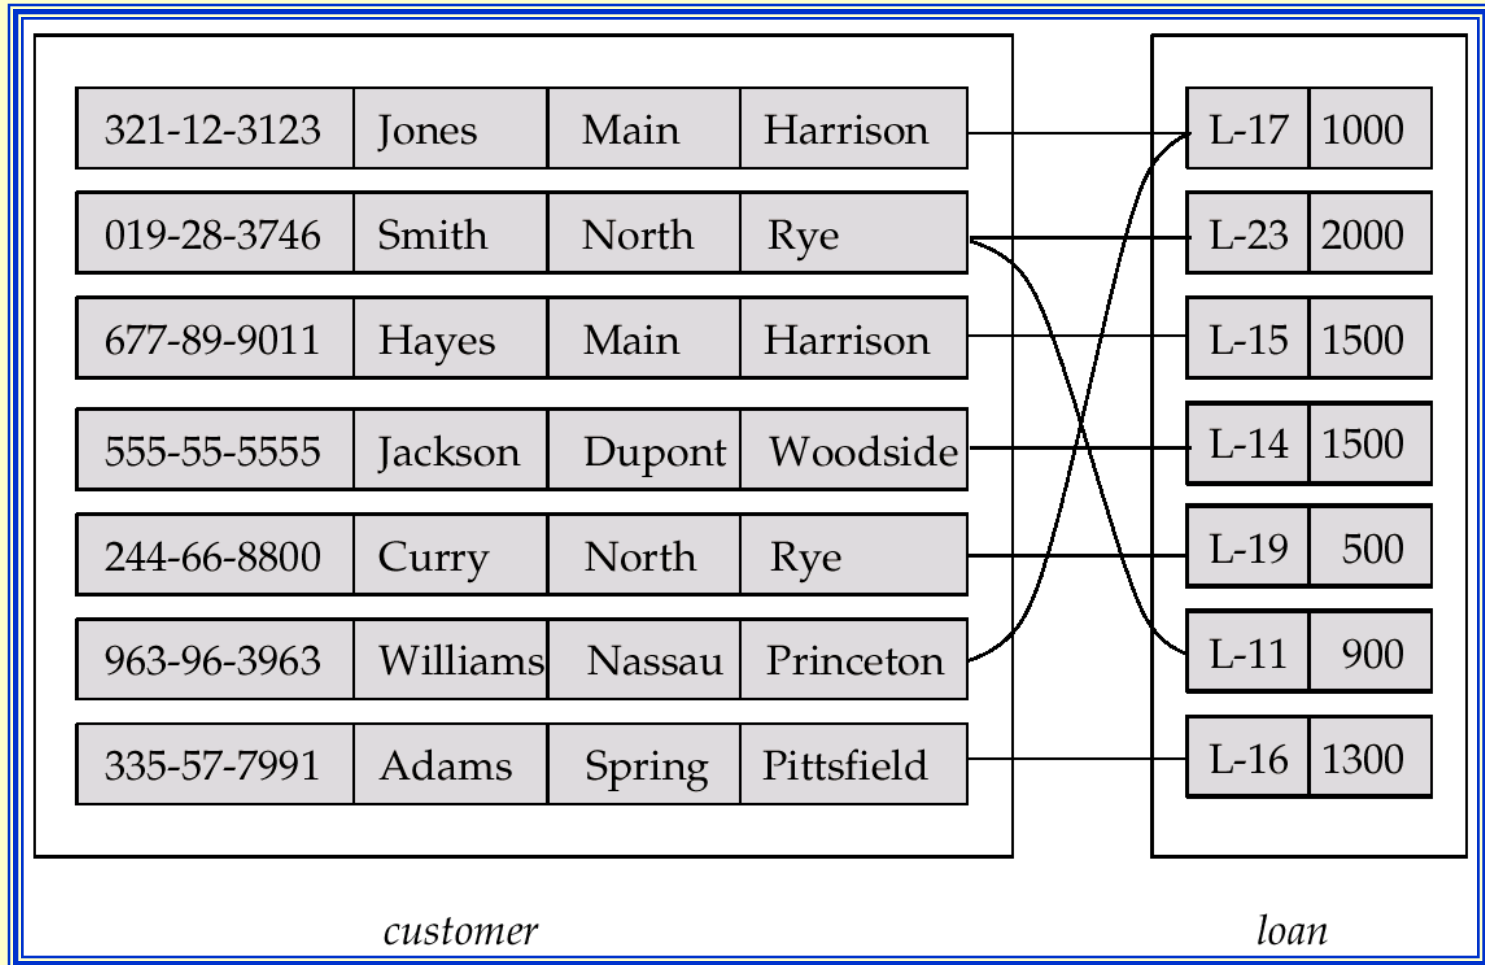 321-12-3123 Jones Main Harrison L-17 1000
019-28-3746 Smith North Rye L-23 2000
677-89-9011 Hayes Main Harrison L-15 1500
555-55-5555 Jackson Dupont Woodside L-14 1500
244-66-8800 Curry North Rye L-19 500
963-96-3963 Williams Nassau Princeton L-11 900
335-57-7991 Adams Spring Pittsfield L-16 1300
customer loan